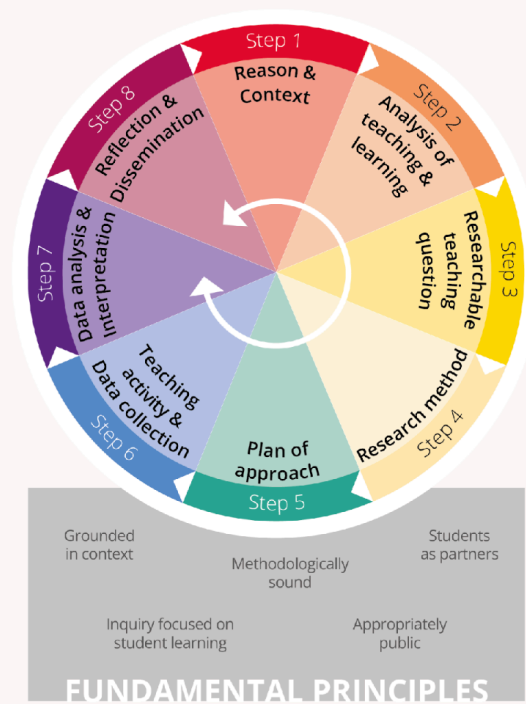 Step 1
Reason &
Context
Step 2
Analysis of
teaching &
learning
Step 3
Researchable
teaching
question
Step 4
Research method
Step 5
Plan of
approach
Step 6
Teaching
activity &
Data collection
Step 7
Data analysis &
Interpretation
Step 8
Reflection &
Dissemination
Grounded
in context
Methodologically
sound
Students
as partners
Inquiry focused on
student learning
Appropriately
public
FUNDAMENTAL PRINCIPLES